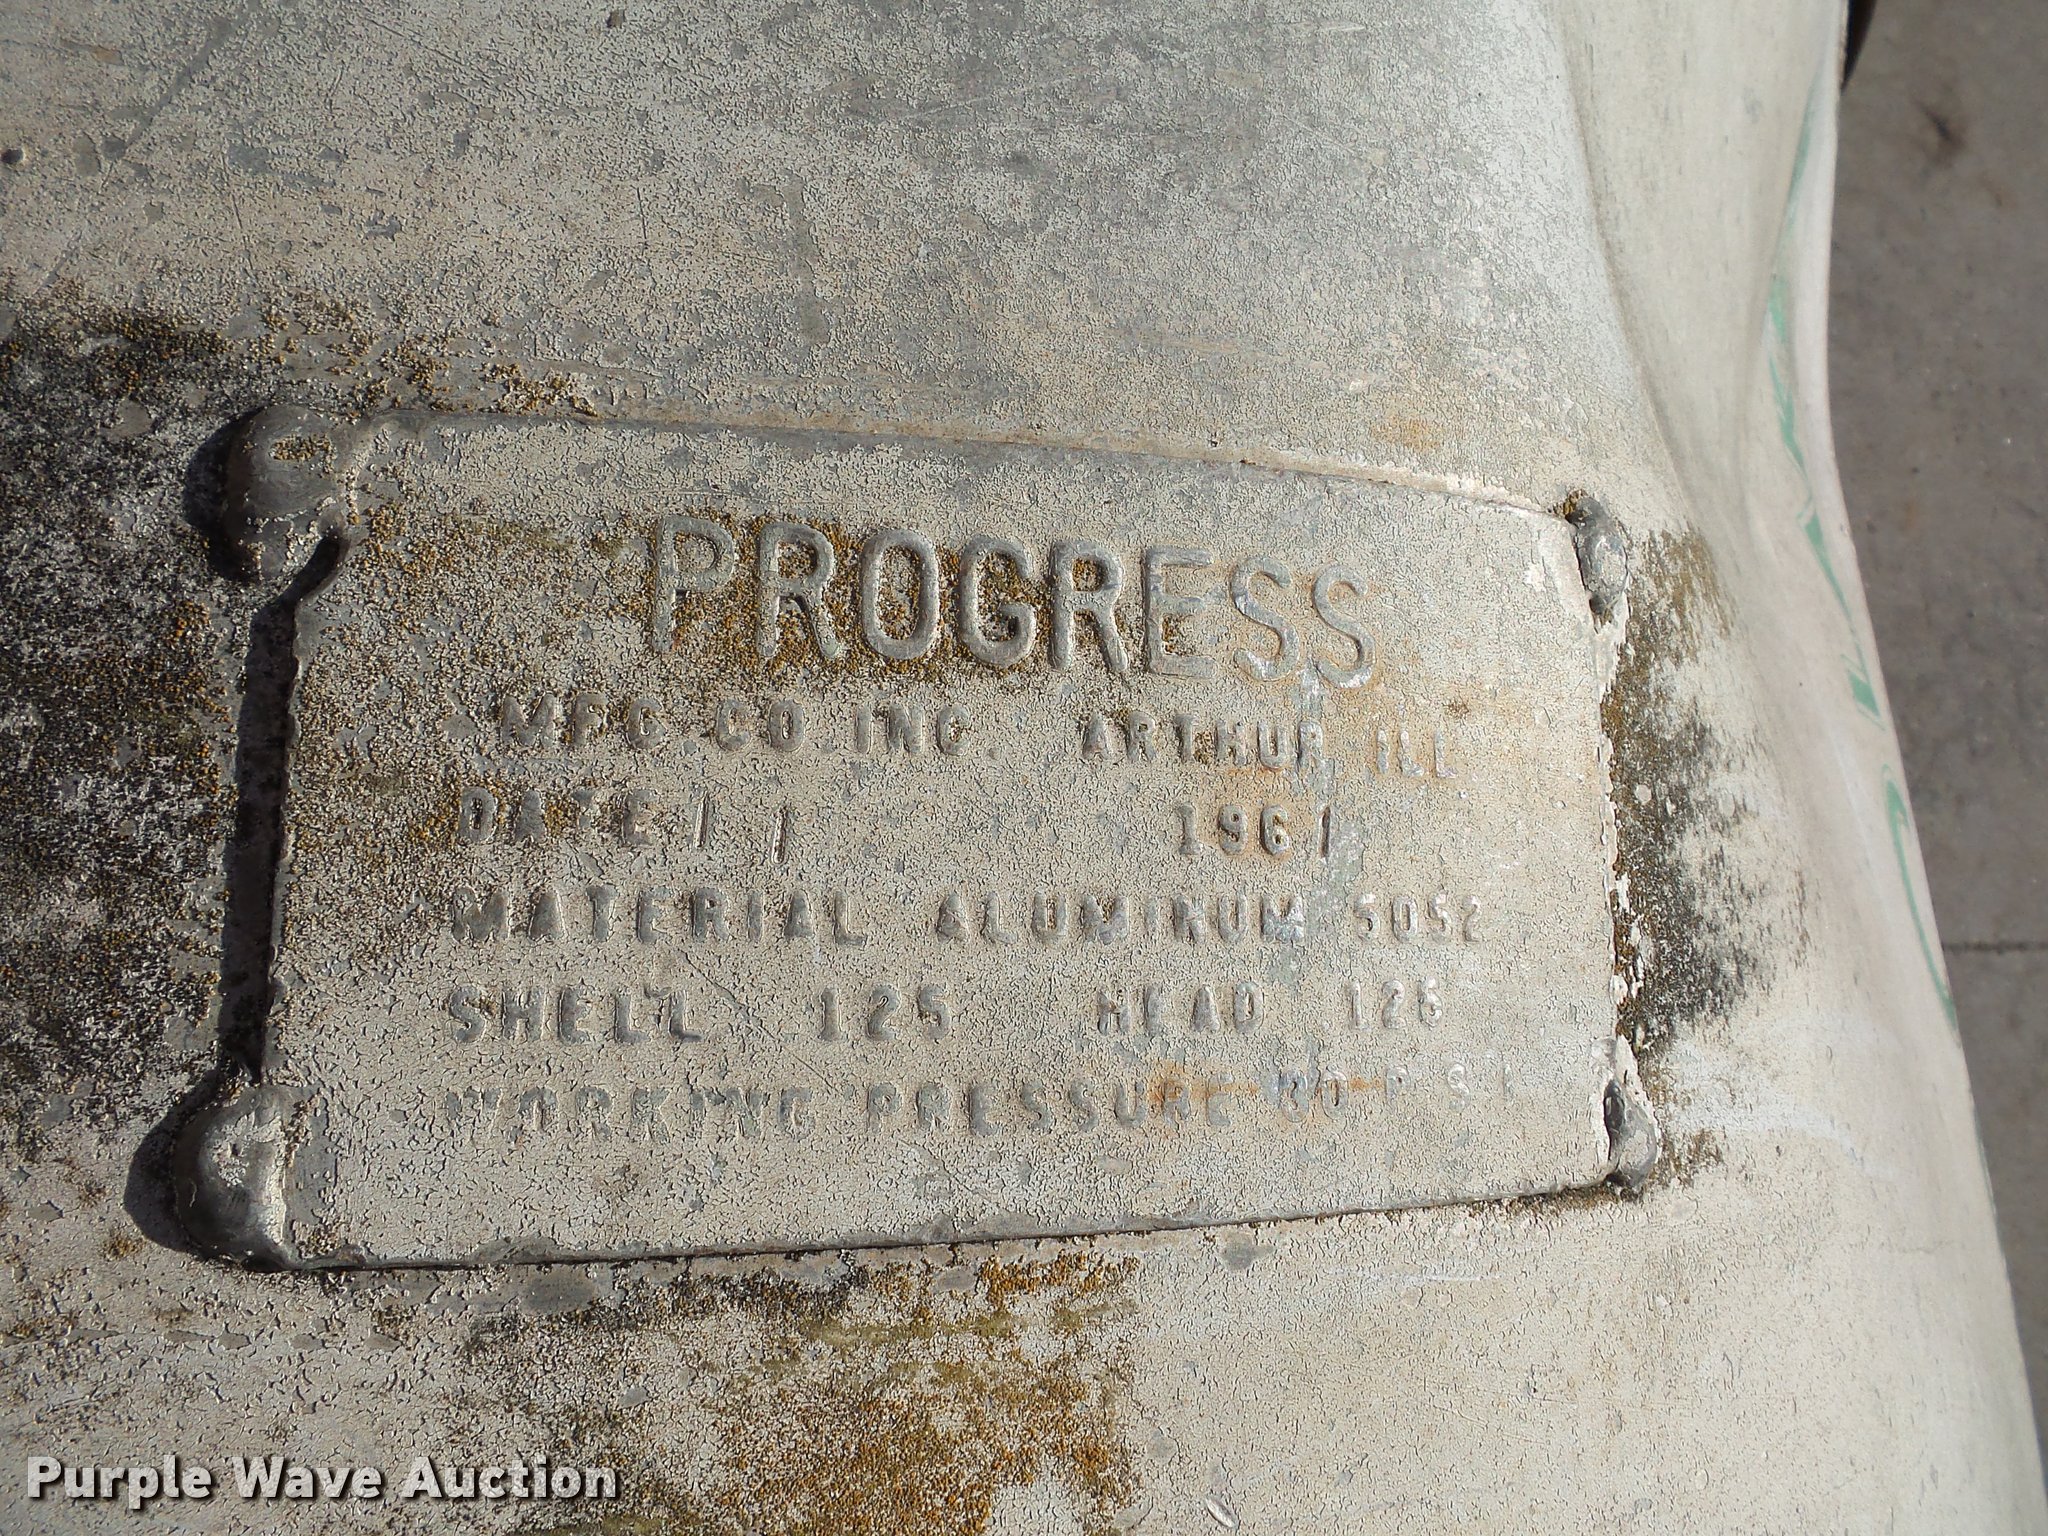 PROGRESS
MFG CO INC. ARTHUR ILL
DATE 11 1961
MATERIAL ALUMINUM 5052
SHELL 125 HEAD 125
WORKING PRESSURE 30 P S I
Purple Wave Auction